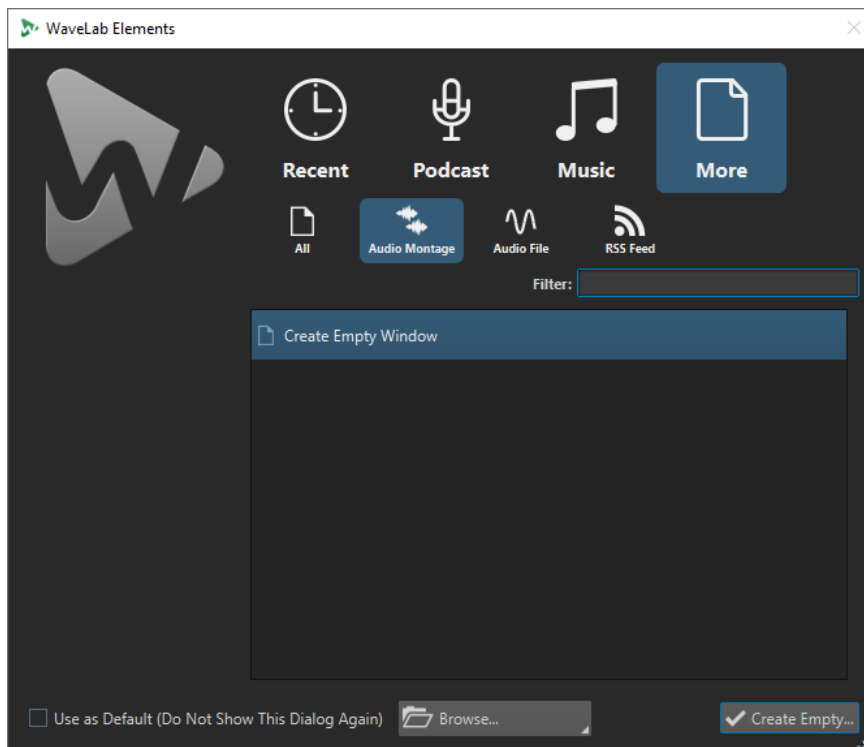 WaveLab Elements
Recent Podcast Music More
All Audio Montage Audio File RSS Feed
Filter:
Create Empty Window
Use as Default (Do Not Show This Dialog Again) Browse... Create Empty...